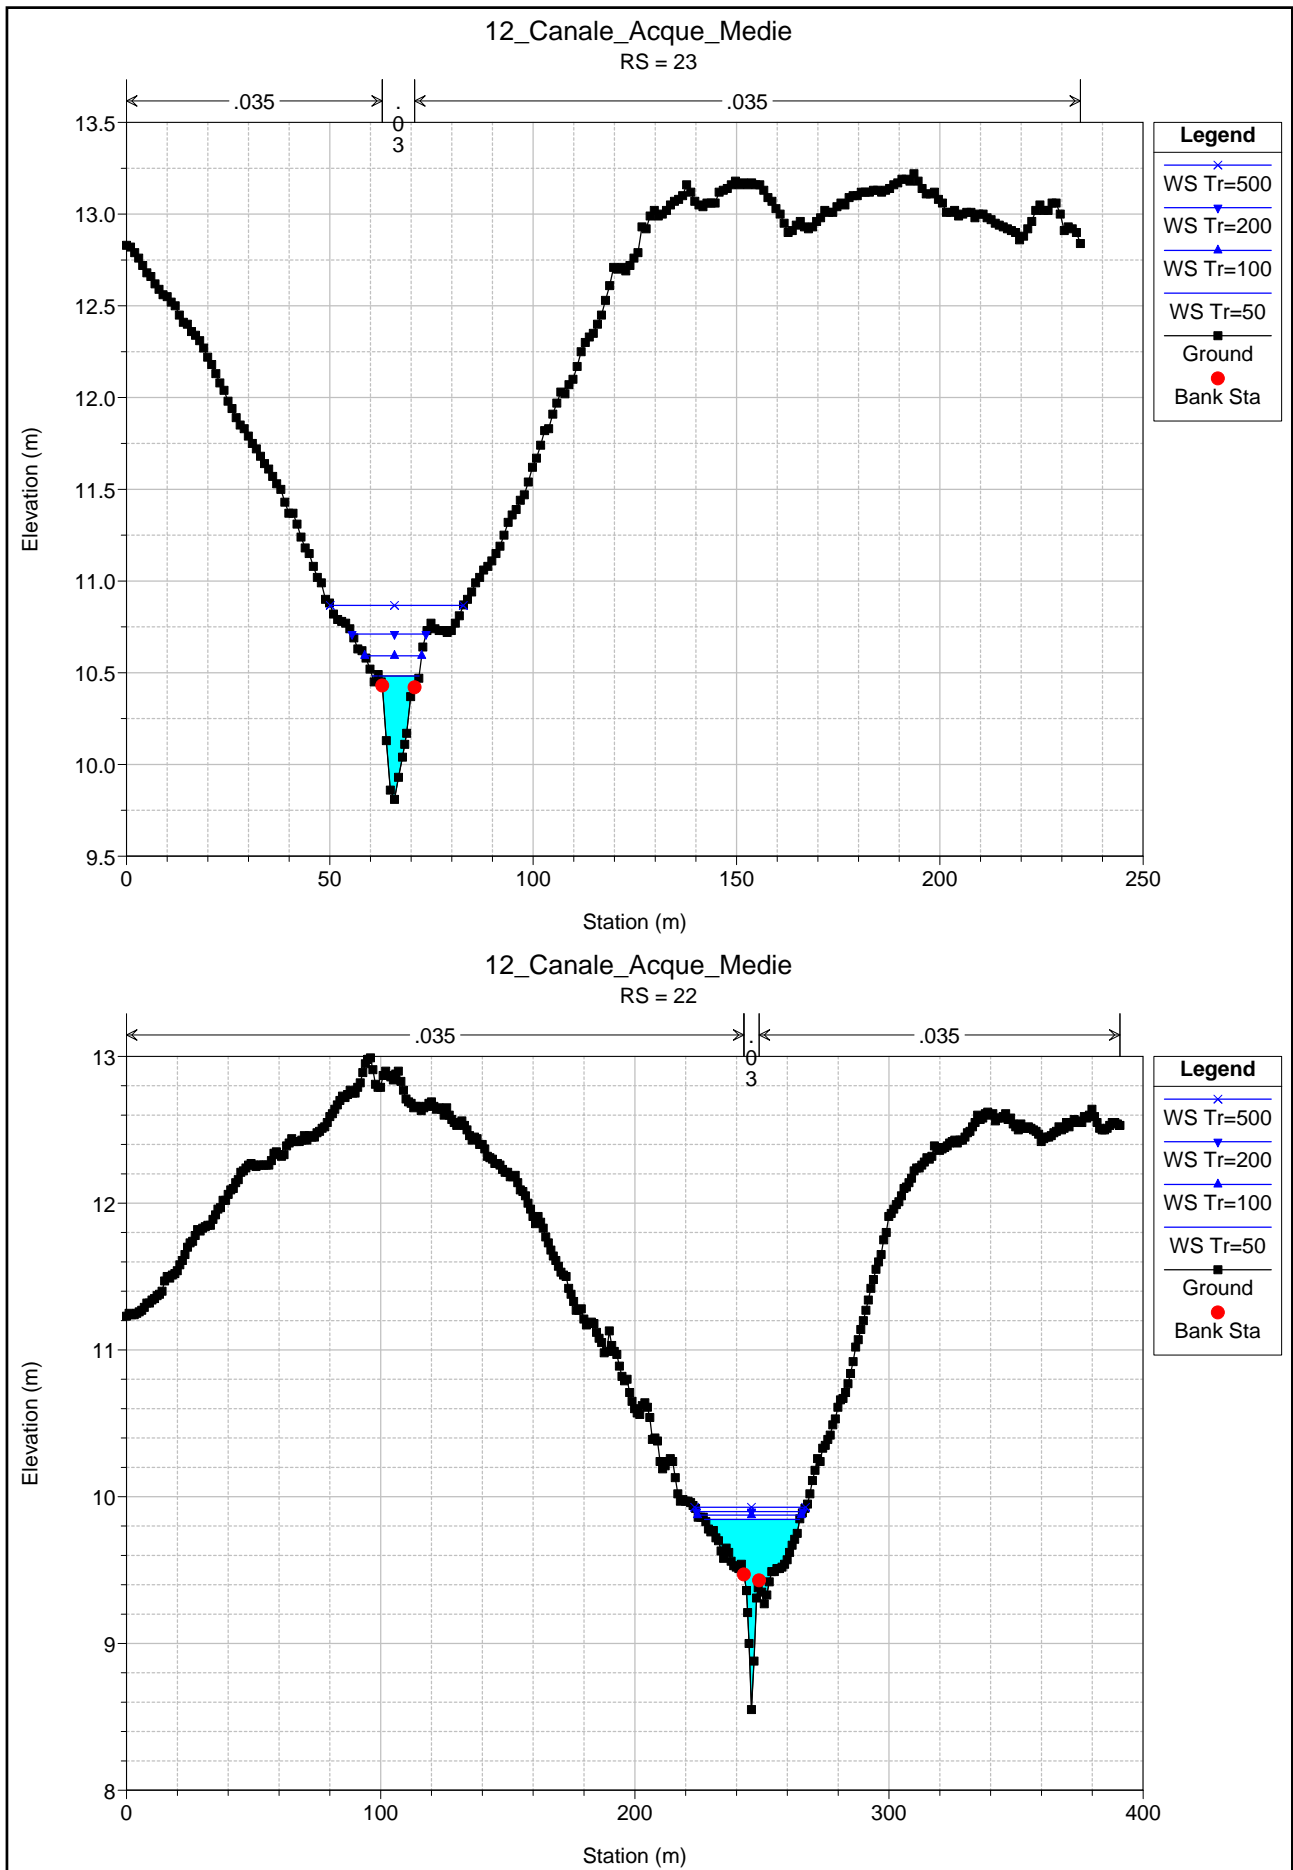 12_Canale_Acque_Medie
RS = 23
.035
.03
.035
13.5
13.0
12.5
12.0
11.5
11.0
10.5
10.0
9.5
0
50
100
150
200
250
Station (m)
Elevation (m)
Legend
WS Tr=500
WS Tr=200
WS Tr=100
WS Tr=50
Ground
Bank Sta
12_Canale_Acque_Medie
RS = 22
.035
.03
.035
13
12
11
10
9
8
0
100
200
300
400
Station (m)
Elevation (m)
Legend
WS Tr=500
WS Tr=200
WS Tr=100
WS Tr=50
Ground
Bank Sta